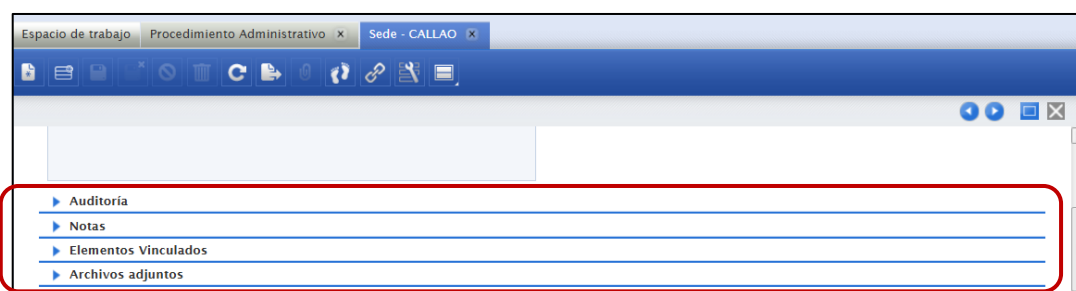 Espacio de trabajo Procedimiento Administrativo x Sede - CALLAO x
Auditoría
Notas
Elementos Vinculados
Archivos adjuntos